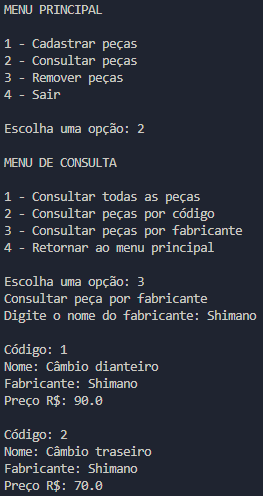 MENU PRINCIPAL
1 - Cadastrar peças
2 - Consultar peças
3 - Remover peças
4 - Sair
Escolha uma opção: 2
MENU DE CONSULTA
1 - Consultar todas as peças
2 - Consultar peças por código
3 - Consultar peças por fabricante
4 - Retornar ao menu principal
Escolha uma opção: 3
Consultar peça por fabricante
Digite o nome do fabricante: Shimano
Código: 1
Nome: Câmbio dianteiro
Fabricante: Shimano
Preço R$: 90.0
Código: 2
Nome: Câmbio traseiro
Fabricante: Shimano
Preço R$: 70.0